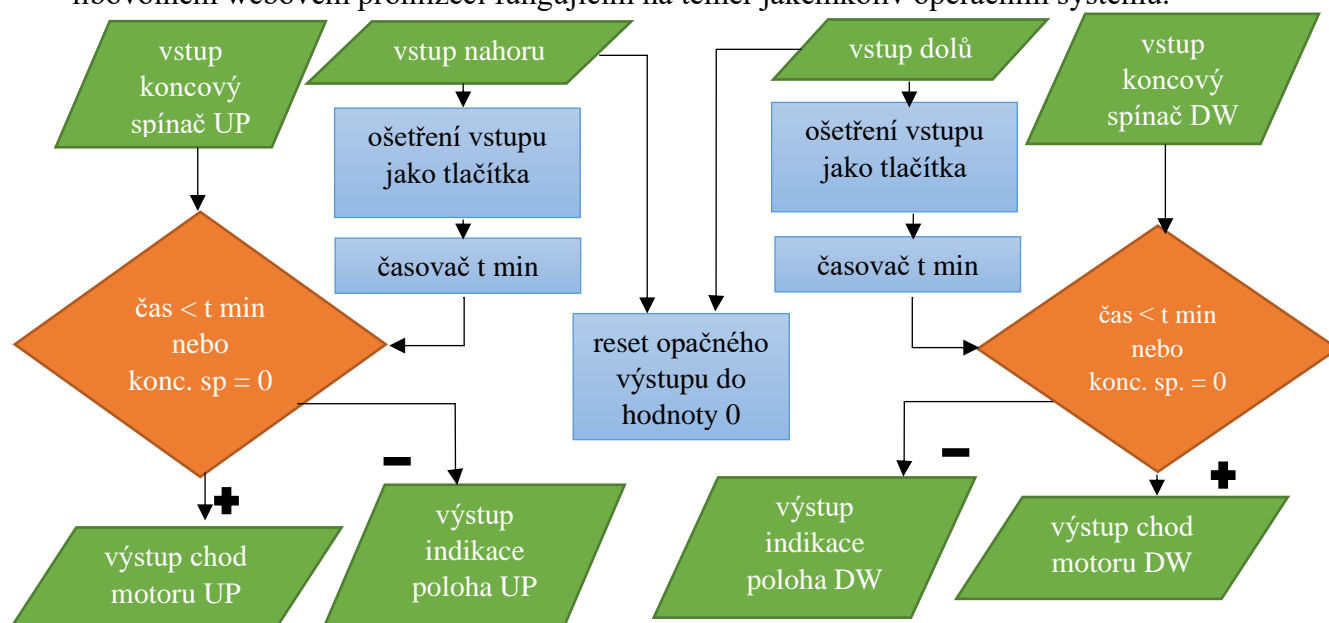 vstup
koncový
spínač UP
vstup nahoru
vstup dolů
vstup
koncový
spínač DW
ošetření vstupu
jako tlačítka
ošetření vstupu
jako tlačítka
časovač t min
časovač t min
čas < t min
nebo
konc. sp = 0
reset opačného
výstupu do
hodnoty 0
čas < t min
nebo
konc. sp. = 0
výstup chod
motoru UP
výstup
indikace
poloha UP
výstup
indikace
poloha DW
výstup chod
motoru DW